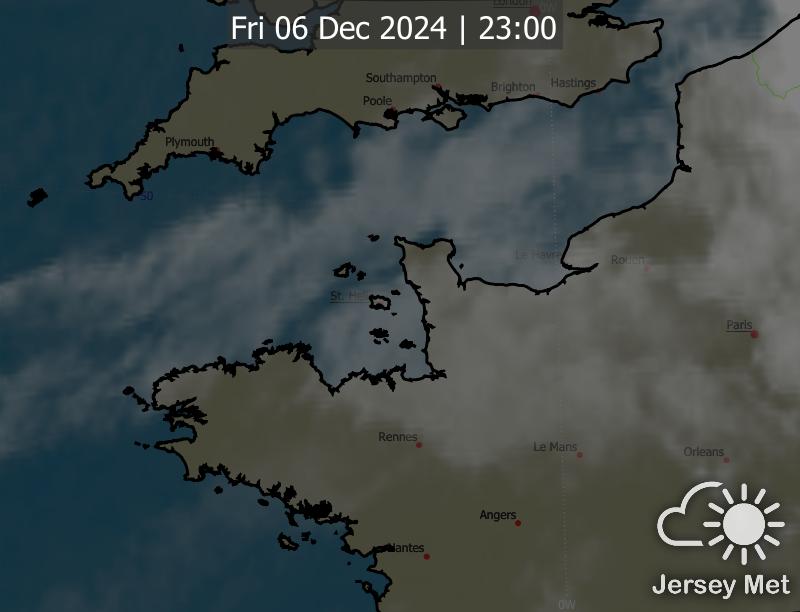 London
0W
Fri 06 Dec 2024 | 23:00
Southampton
Brighton
Hastings
Poole
Plymouth
50
Le Havre
Rouen
St. Helier
Paris
Rennes
Le Mans
Orleans
Angers
Nantes
0W
Jersey Met